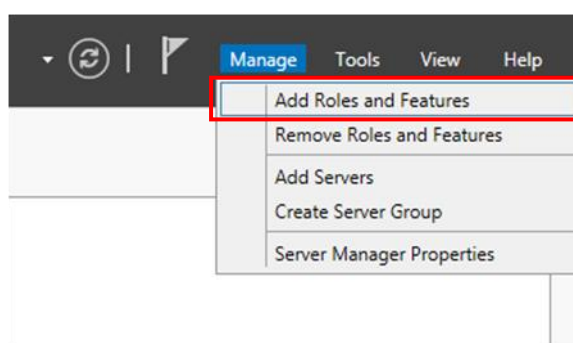 Manage Tools View Help
Add Roles and Features
Remove Roles and Features
Add Servers
Create Server Group
Server Manager Properties